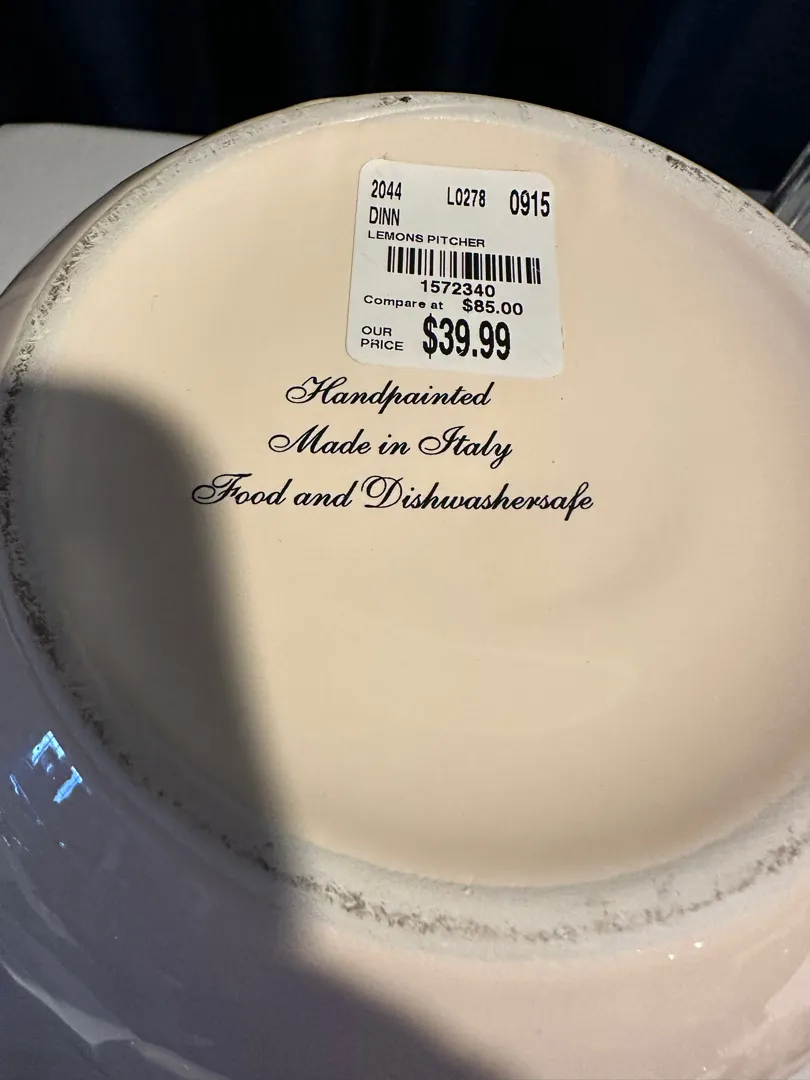 2044 L0278 0915
DINN
LEMONS PITCHER
1572340
Compare at $85.00
OUR PRICE $39.99
Handpainted
Made in Italy
Food and Dishwashersafe